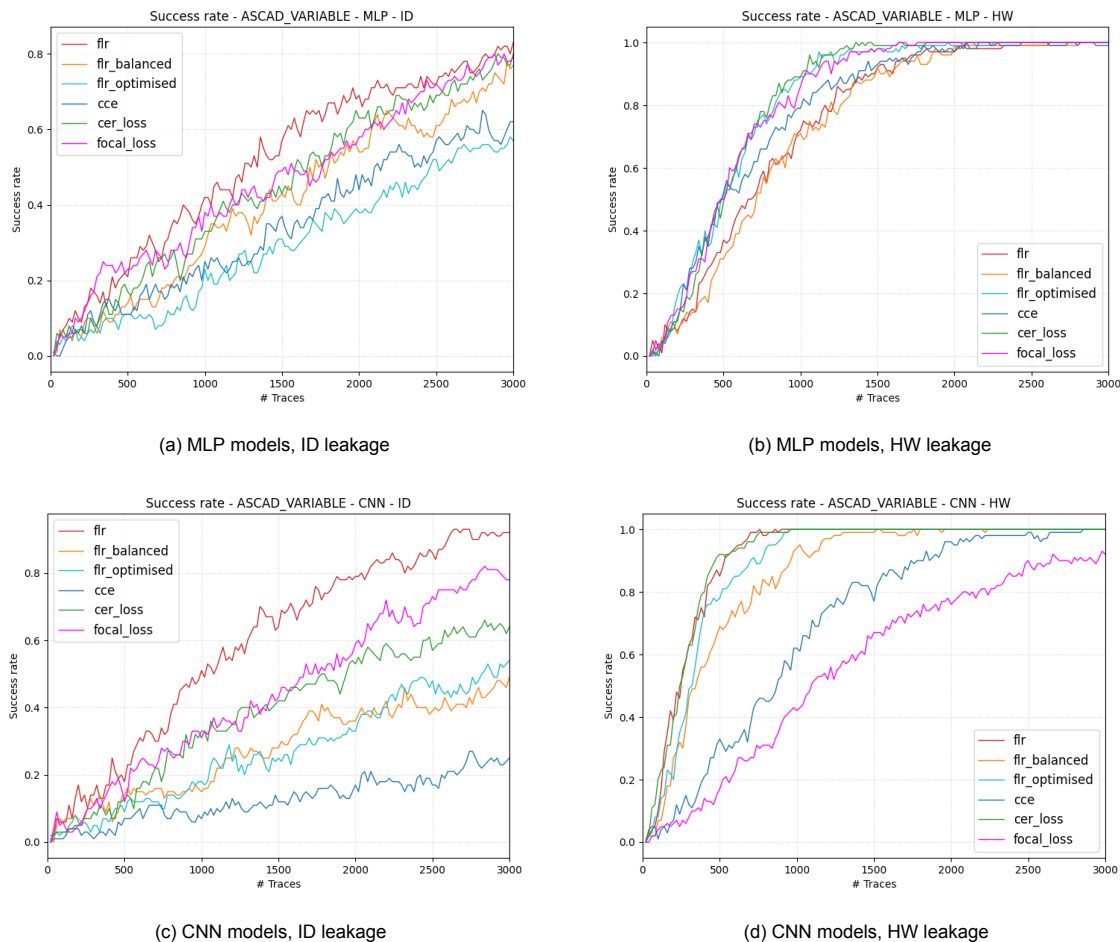 Success rate - ASCAD_VARIABLE - MLP - ID
flr
flr_balanced
flr_optimised
cce
cer_loss
focal_loss
Success rate
0.8
0.6
0.4
0.2
0.0
0
500
1000
1500
2000
2500
3000
# Traces
(a) MLP models, ID leakage
Success rate - ASCAD_VARIABLE - MLP - HW
1.0
0.8
0.6
0.4
0.2
0.0
Success rate
flr
flr_balanced
flr_optimised
cce
cer_loss
focal_loss
0
500
1000
1500
2000
2500
3000
# Traces
(b) MLP models, HW leakage
Success rate - ASCAD_VARIABLE - CNN - ID
flr
flr_balanced
flr_optimised
cce
cer_loss
focal_loss
Success rate
0.8
0.6
0.4
0.2
0.0
0
500
1000
1500
2000
2500
3000
# Traces
(c) CNN models, ID leakage
Success rate - ASCAD_VARIABLE - CNN - HW
1.0
0.8
0.6
0.4
0.2
0.0
Success rate
flr
flr_balanced
flr_optimised
cce
cer_loss
focal_loss
0
500
1000
1500
2000
2500
3000
# Traces
(d) CNN models, HW leakage